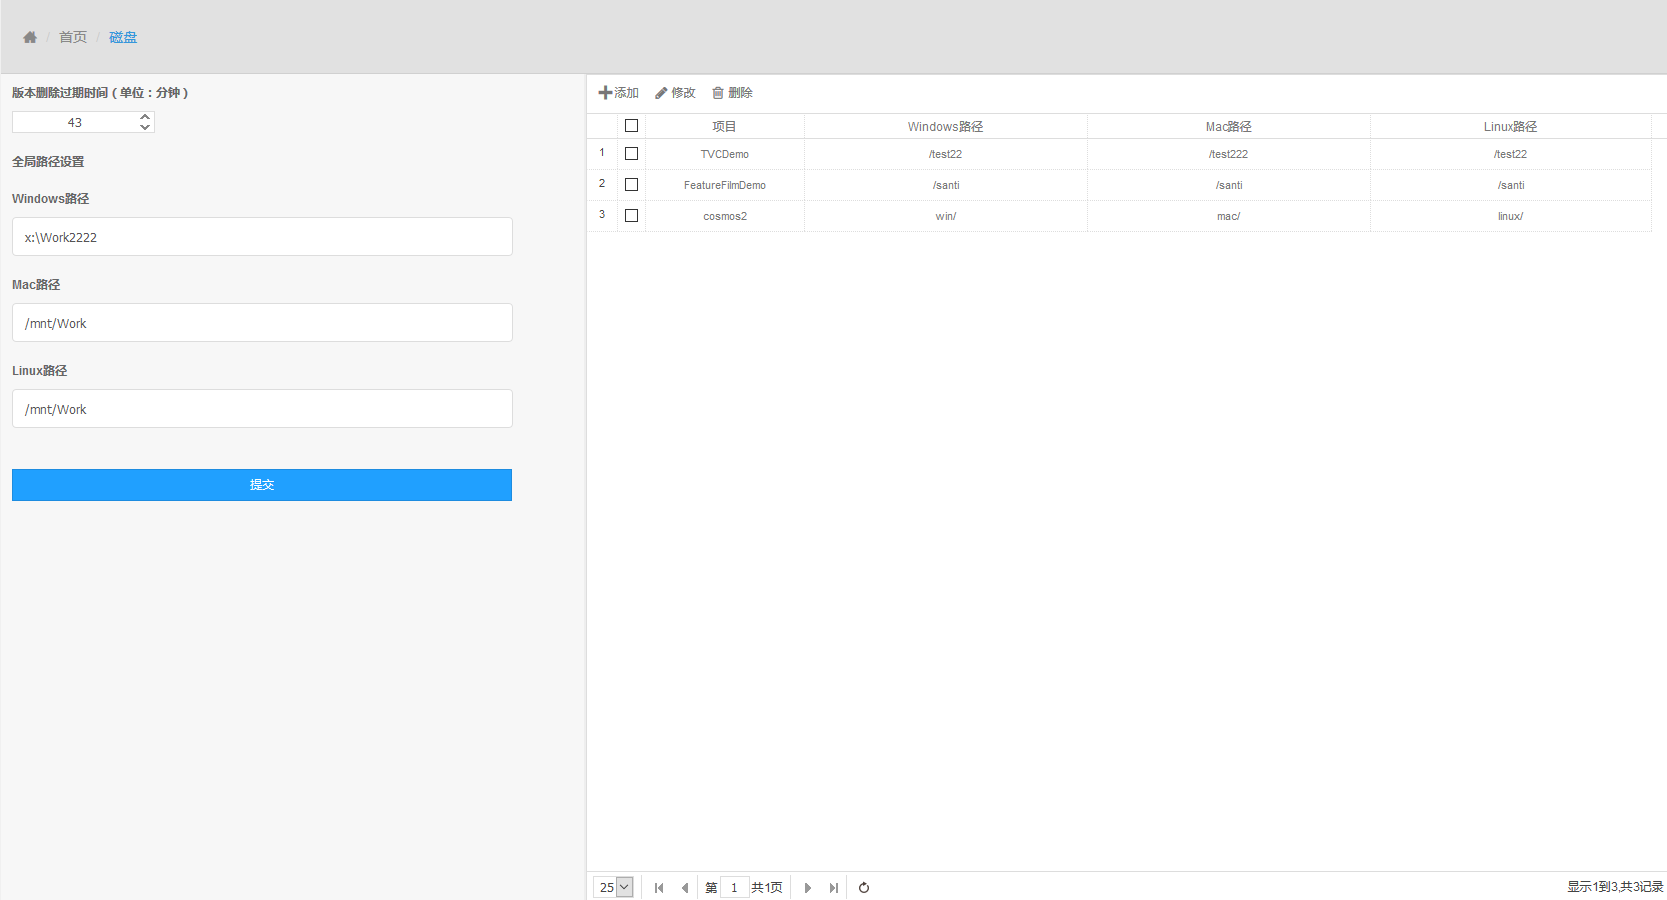 / 首页 / 磁盘
版本删除过期时间（单位：分钟）
43
全局路径设置
Windows路径
x:\Work2222
Mac路径
/mnt/Work
Linux路径
/mnt/Work
提交
添加 修改 删除
项目 Windows路径 Mac路径 Linux路径
1 TVCDemo /test22 /test222 /test22
2 FeatureFilmDemo /santi /santi /santi
3 cosmos2 win/ mac/ linux/
25 第 1 共1页 显示1到3,共3记录